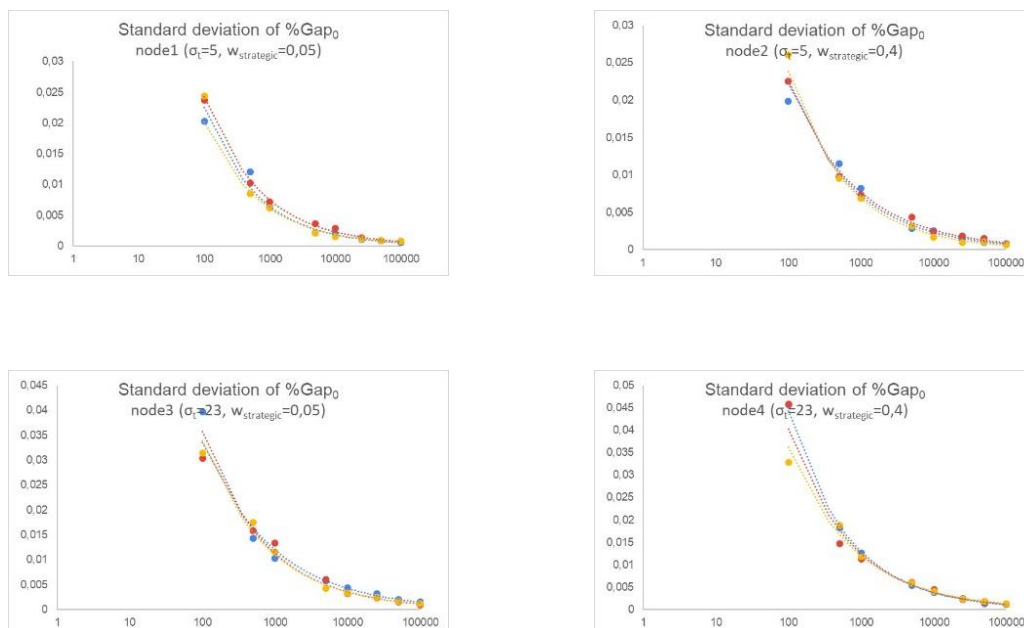 Standard deviation of %Gap₀
node1 (σₜ=5, w_strategic=0,05)
0,03
0,025
0,02
0,015
0,01
0,005
0
1 10 100 1000 10000 100000
Standard deviation of %Gap₀
node2 (σₜ=5, w_strategic=0,4)
0,03
0,025
0,02
0,015
0,01
0,005
0
1 10 100 1000 10000 100000
Standard deviation of %Gap₀
node3 (σₜ=23, w_strategic=0,05)
0,045
0,04
0,035
0,03
0,025
0,02
0,015
0,01
0,005
0
1 10 100 1000 10000 100000
Standard deviation of %Gap₀
node4 (σₜ=23, w_strategic=0,4)
0,05
0,045
0,04
0,035
0,03
0,025
0,02
0,015
0,01
0,005
0
1 10 100 1000 10000 100000